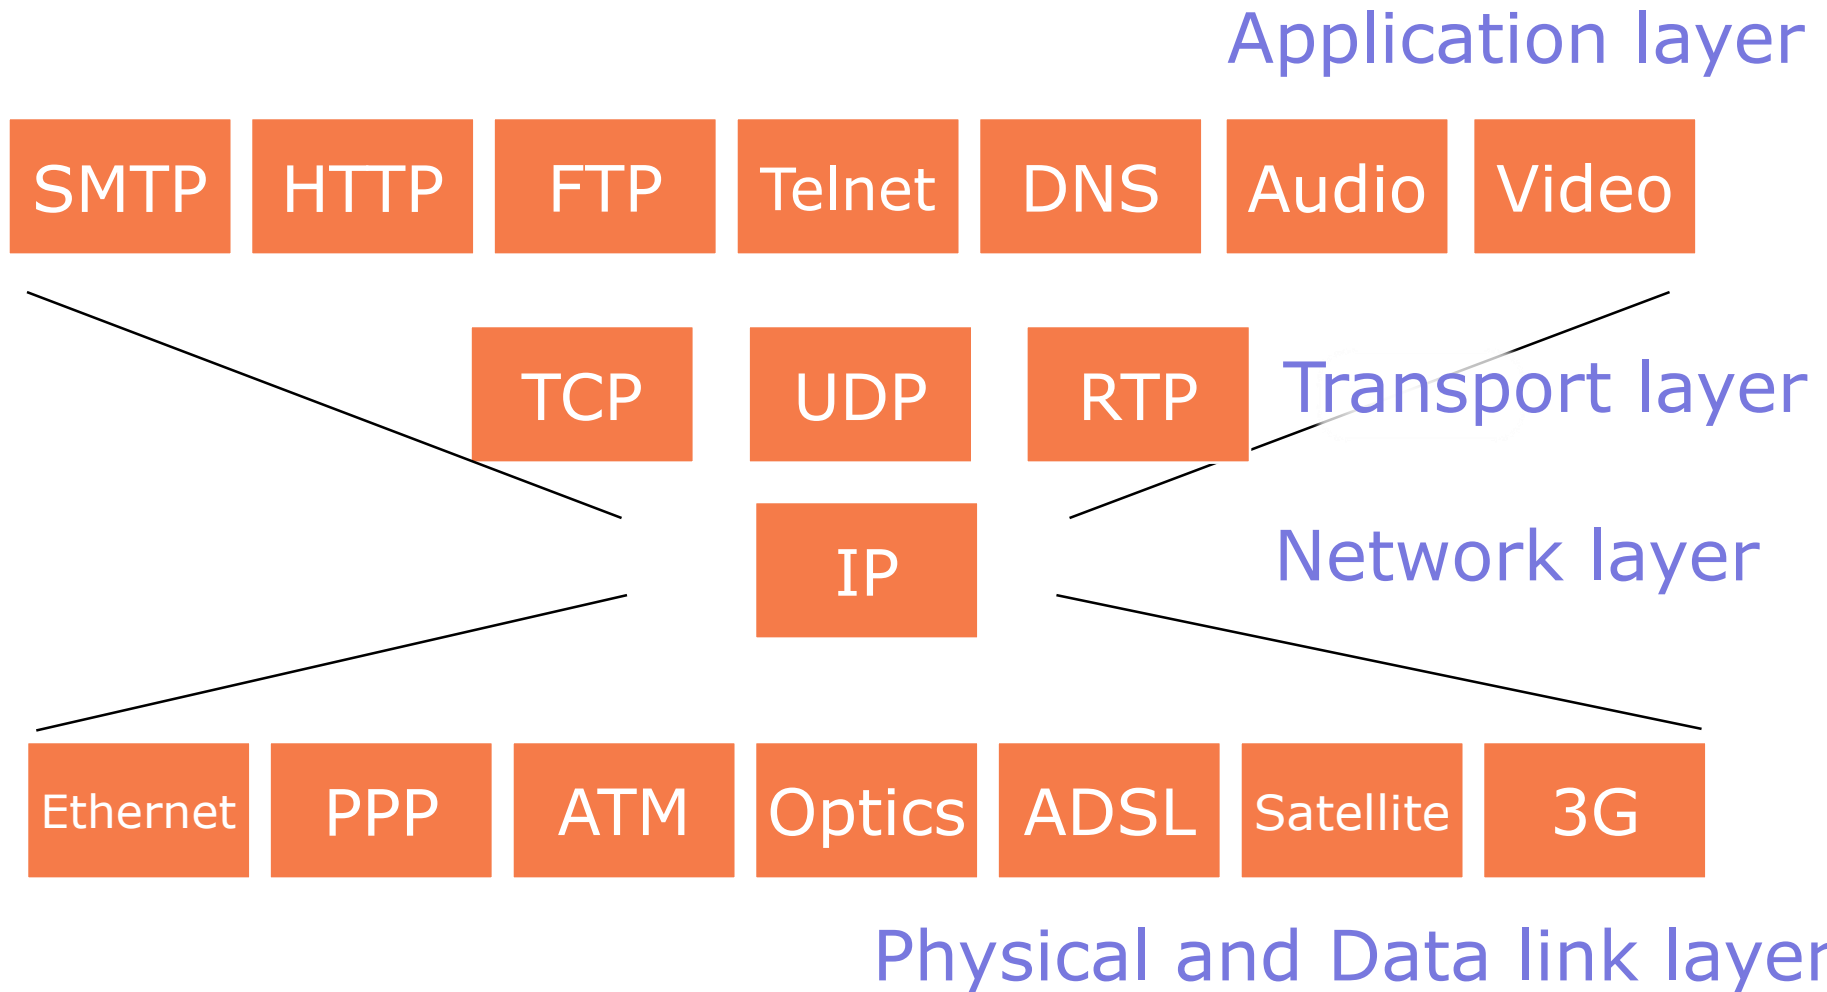 Application layer
SMTP HTTP FTP Telnet DNS Audio Video
TCP UDP RTP Transport layer
IP Network layer
Ethernet PPP ATM Optics ADSL Satellite 3G
Physical and Data link layer